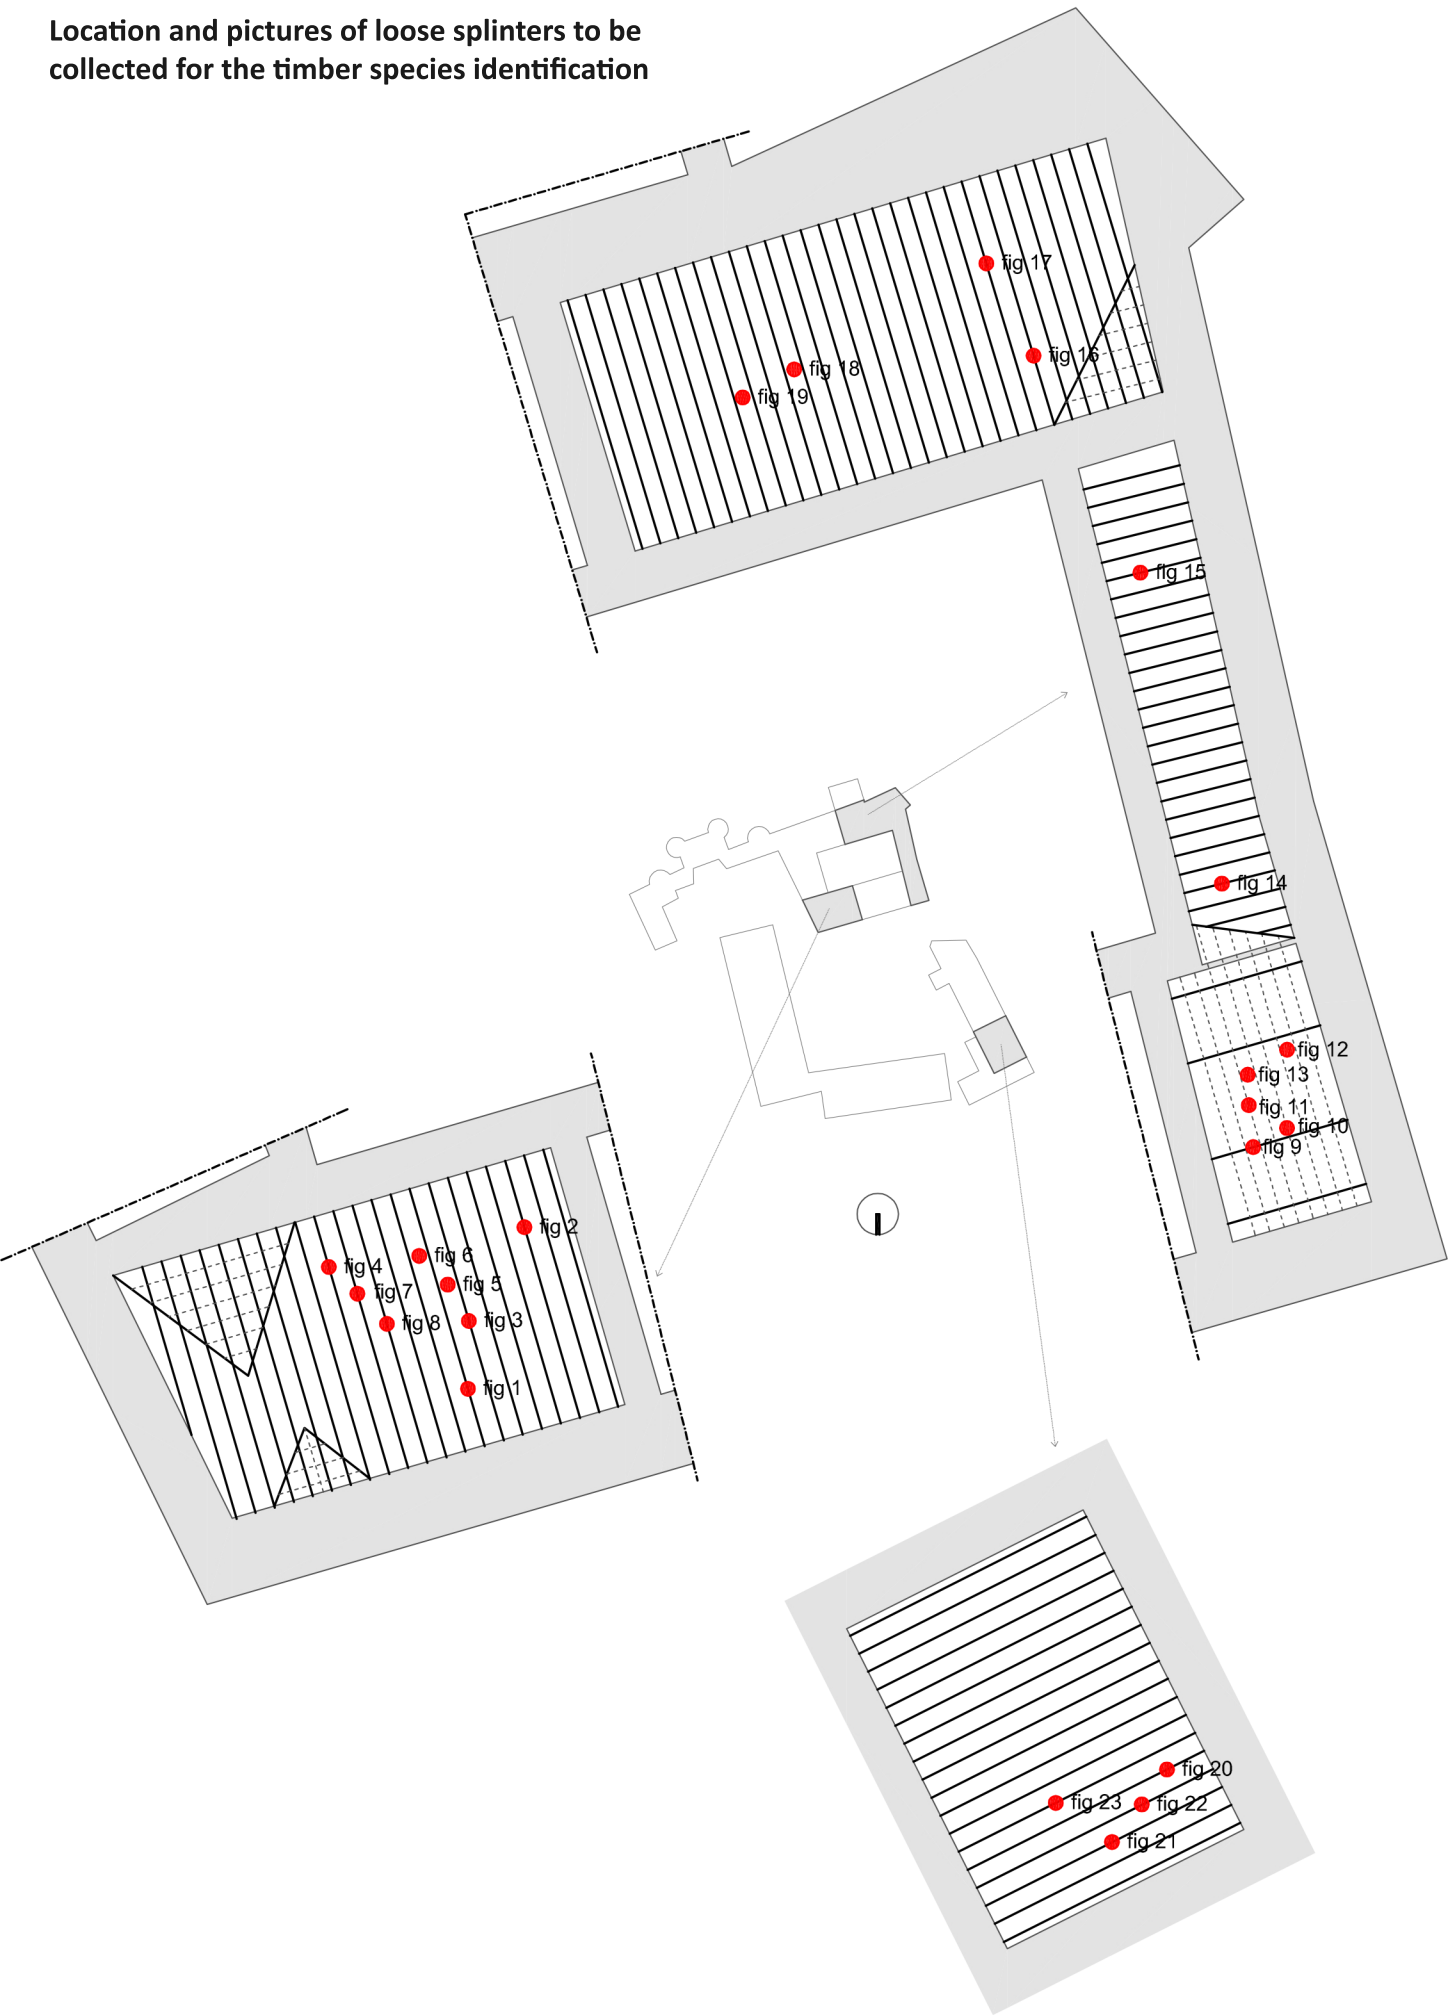 Location and pictures of loose splinters to be
collected for the timber species identification
fig 17
fig 16
fig 18
fig 19
fig 15
fig 14
fig 12
fig 13
fig 11
fig 10
fig 9
fig 2
fig 6
fig 4
fig 5
fig 7
fig 3
fig 8
fig 1
fig 20
fig 23
fig 22
fig 21